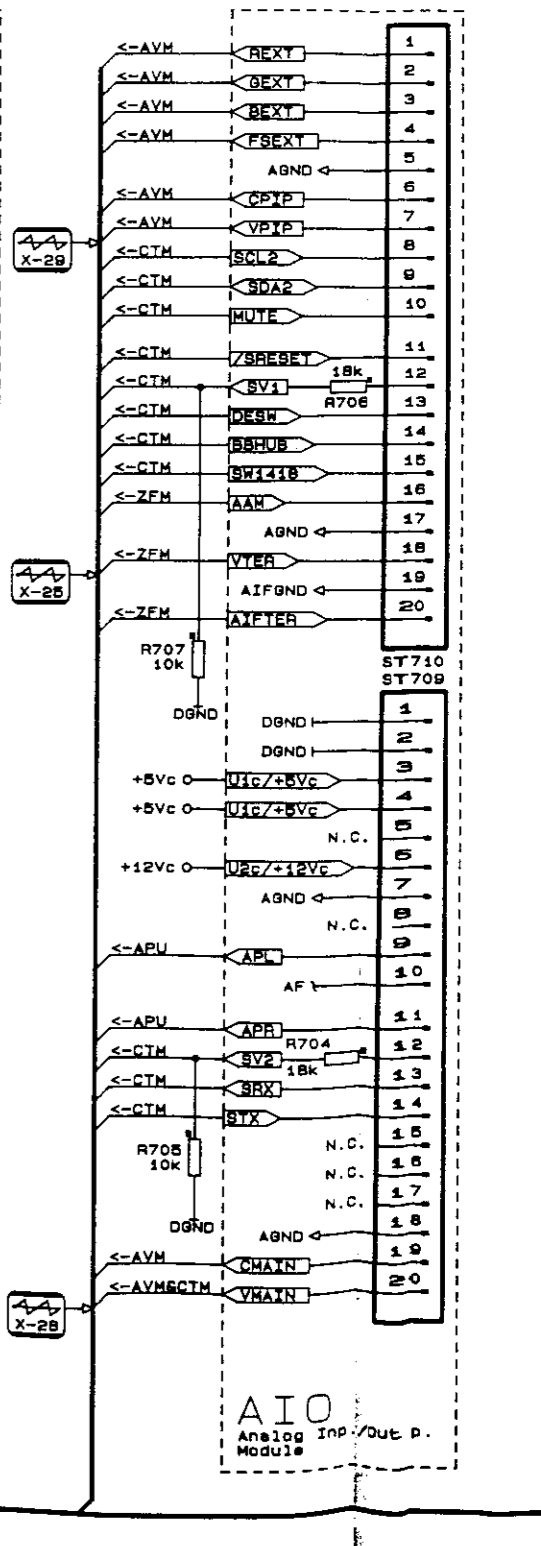 1
<-AVM REXT
2
<-AVM GEXT
3
<-AVM BEXT
4
<-AVM FSEXT
5
AGND
6
<-AVM CPIP
7
<-AVM VPIP
X-29
8
<-CTM SCL2
9
<-CTM SDA2
10
<-CTM MUTE
11
<-CTM /SRESET
18k
12
<-CTM SV1
R706
13
<-CTM DESW
14
<-CTM BSHUB
15
<-CTM SW1418
16
<-ZFM AAM
17
AGND
18
<-ZFM VTER
X-25
19
AIFGND
20
<-ZFM AIFTER
R707
10k
DGND
ST710
ST709
1
DGND
2
DGND
3
+5Vc U1c/+5Vc
4
+5Vc U1c/+5Vc
5
N.C.
6
+12Vc U2c/+12Vc
7
AGND
8
N.C.
9
<-APU APL
10
AF
11
<-APU APR
R704
12
<-CTM SV2
18k
13
<-CTM SRX
14
<-CTM STX
15
N.C.
R705
10k
16
N.C.
17
N.C.
DGND
18
AGND
19
<-AVM CMAIN
20
<-AVM&CTM VMAIN
X-28
AIO
Analog Inp./Out p.
Module